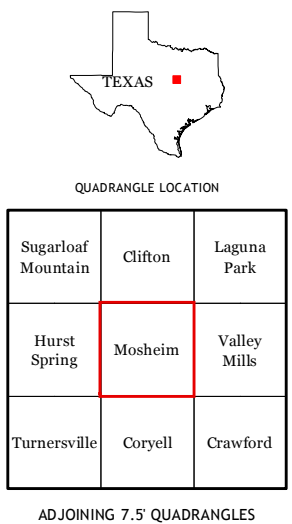 TEXAS
QUADRANGLE LOCATION
Sugarloaf
Mountain
Clifton
Laguna
Park
Hurst
Spring
Mosheim
Valley
Mills
Turnersville
Coryell
Crawford
ADJOINING 7.5' QUADRANGLES